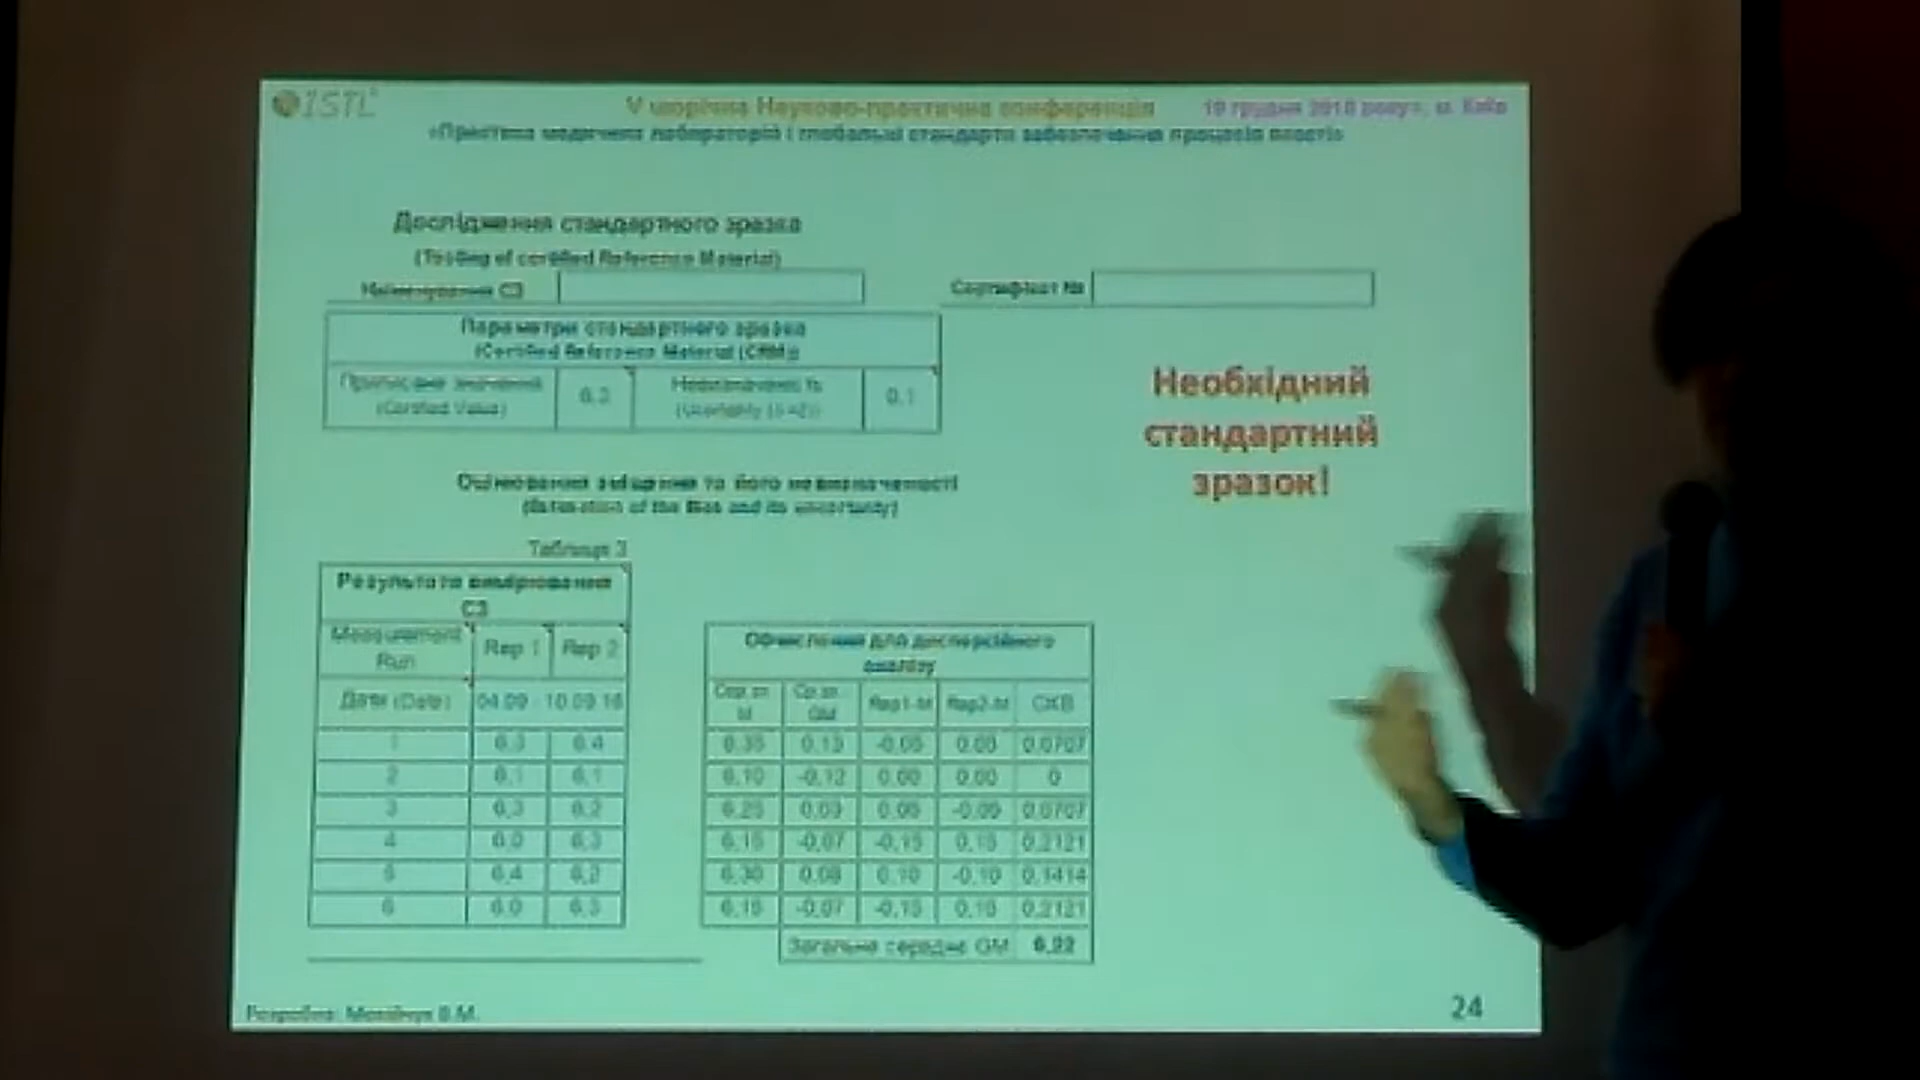 ISTL
V щорічна Науково-практична конференція
19 грудня 2018 року, м. Київ
«Практика медичних лабораторій і глобальні стандарти забезпечення процесів якості»
Дослідження стандартного зразка
(Testing of certified Reference Material)
Найменування СЗ
Сертифікат №
Параметри стандартного зразка
(Certified Reference Material (CRM))
Приписане значення
(Certified Value)
6,2
Невизначеність
(Uncertainty (k=2))
0,1
Необхідний
стандартний
зразок!
Оцінювання зміщення та його невизначеності
(Estimation of the Bias and its uncertainty)
Таблиця 3
Результати вимірювання
СЗ
Measurement Run Rep 1 Rep 2
Дати (Date) 04.09 - 10.09.16
1 6,3 6,4
2 6,1 6,1
3 6,3 6,2
4 6,0 6,3
5 6,4 6,2
6 6,0 6,3
Обчислення для дисперсійного
аналізу
Сер.зн. M Ср.зн. GM Rep1-M Rep2-M СКВ
6,35 0,13 -0,05 0,05 0,0707
6,10 -0,12 0,00 0,00 0
6,25 0,03 0,05 -0,05 0,0707
6,15 -0,07 -0,15 0,15 0,2121
6,30 0,08 0,10 -0,10 0,1414
6,15 -0,07 -0,15 0,15 0,2121
Загальне середнє GM 6,22
24